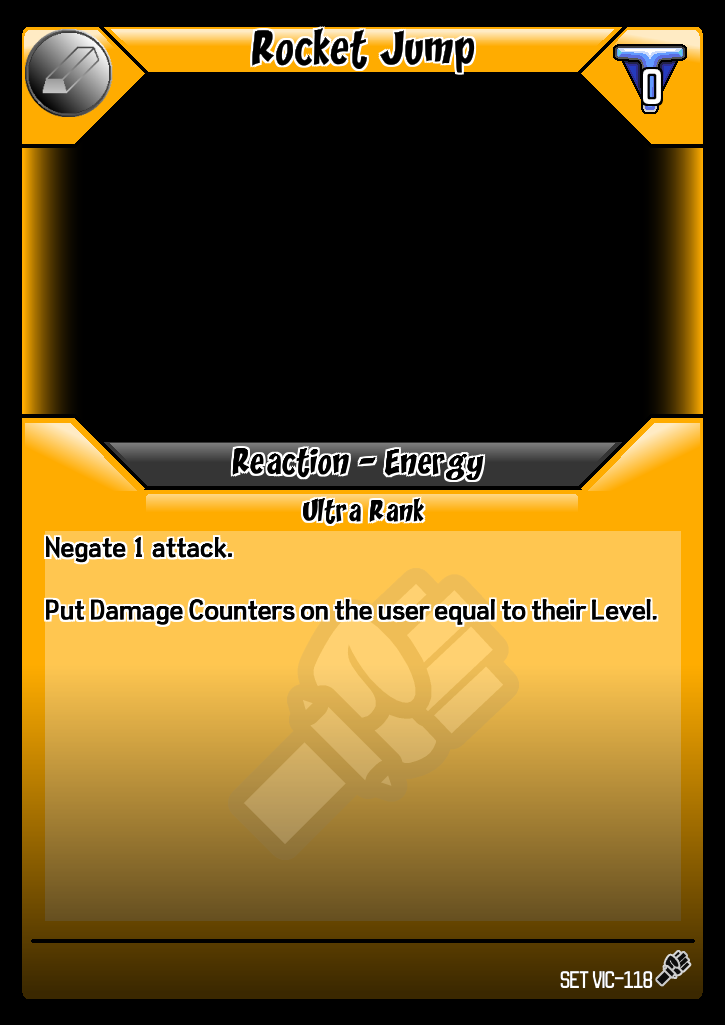 Rocket Jump
0
Reaction - Energy
Ultra Rank
Negate 1 attack.
Put Damage Counters on the user equal to their Level.
SET VIC-118